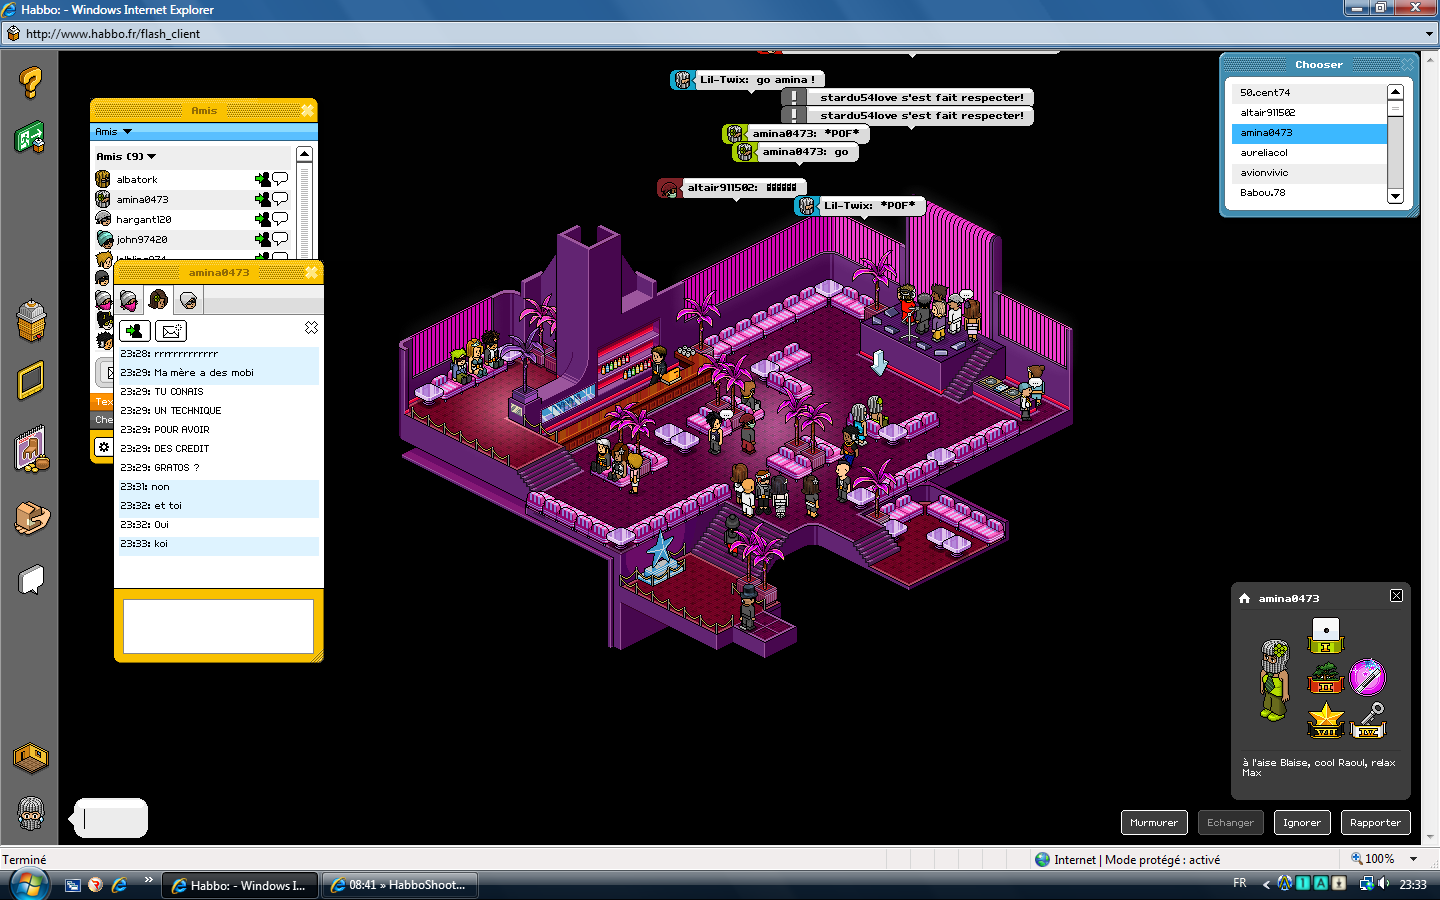 Habbo: - Windows Internet Explorer
http://www.habbo.fr/flash_client
Lil-Twix: go amina !
stardu54love s'est fait respecter!
stardu54love s'est fait respecter!
amina0473: *POF*
amina0473: go
altair911502:
Lil-Twix: *POF*
Chooser
50.cent74
altair911502
amina0473
aureliacol
avionvivic
Babou.78
Amis
Amis
Amis (9)
albatork
amina0473
hargant120
john97420
Tex
Che
amina0473
23:28: rrrrrrrrrrrr
23:29: Ma mère a des mobi
23:29: TU CONAIS
23:29: UN TECHNIQUE
23:29: POUR AVOIR
23:29: DES CREDIT
23:29: GRATOS ?
23:31: non
23:32: et toi
23:32: Oui
23:33: koi
amina0473
I
III
VIII
IV
à l'aise Blaise, cool Raoul, relax
Max
Murmurer
Echanger
Ignorer
Rapporter
Terminé
Internet | Mode protégé : activé
100%
Habbo: - Windows I...
08:41 » HabboShoot...
FR
23:33